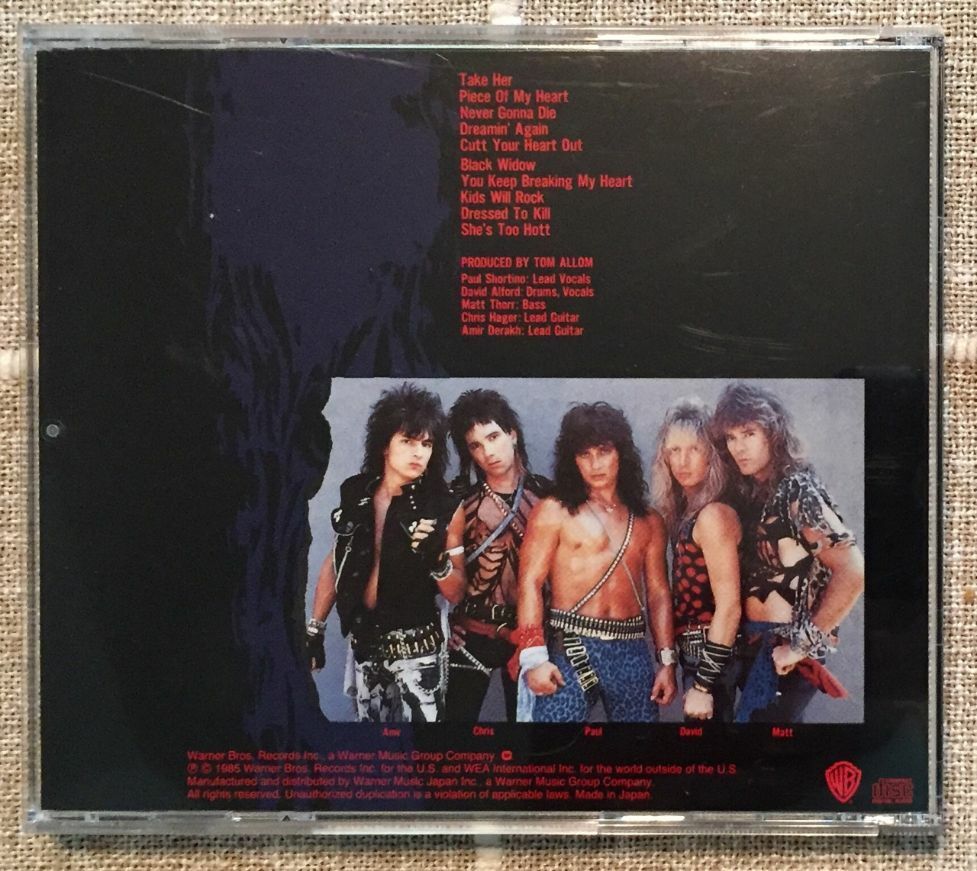 Take Her
Piece Of My Heart
Never Gonna Die
Dreamin' Again
Cutt Your Heart Out
Black Widow
You Keep Breaking My Heart
Kids Will Rock
Dressed To Kill
She's Too Hott
PRODUCED BY TOM ALLOM
Paul Shortino: Lead Vocals
David Alford: Drums, Vocals
Matt Thorr: Bass
Chris Hager: Lead Guitar
Amir Derakh: Lead Guitar
Amir Chris Paul David Matt
Warner Bros. Records Inc., a Warner Music Group Company
℗ © 1985 Warner Bros. Records Inc. for the U.S. and WEA International Inc. for the world outside of the U.S.
Manufactured and distributed by Warner Music Japan Inc. a Warner Music Group Company.
All rights reserved. Unauthorized duplication is a violation of applicable laws. Made in Japan.
WB
COMPACT
disc
DIGITAL AUDIO